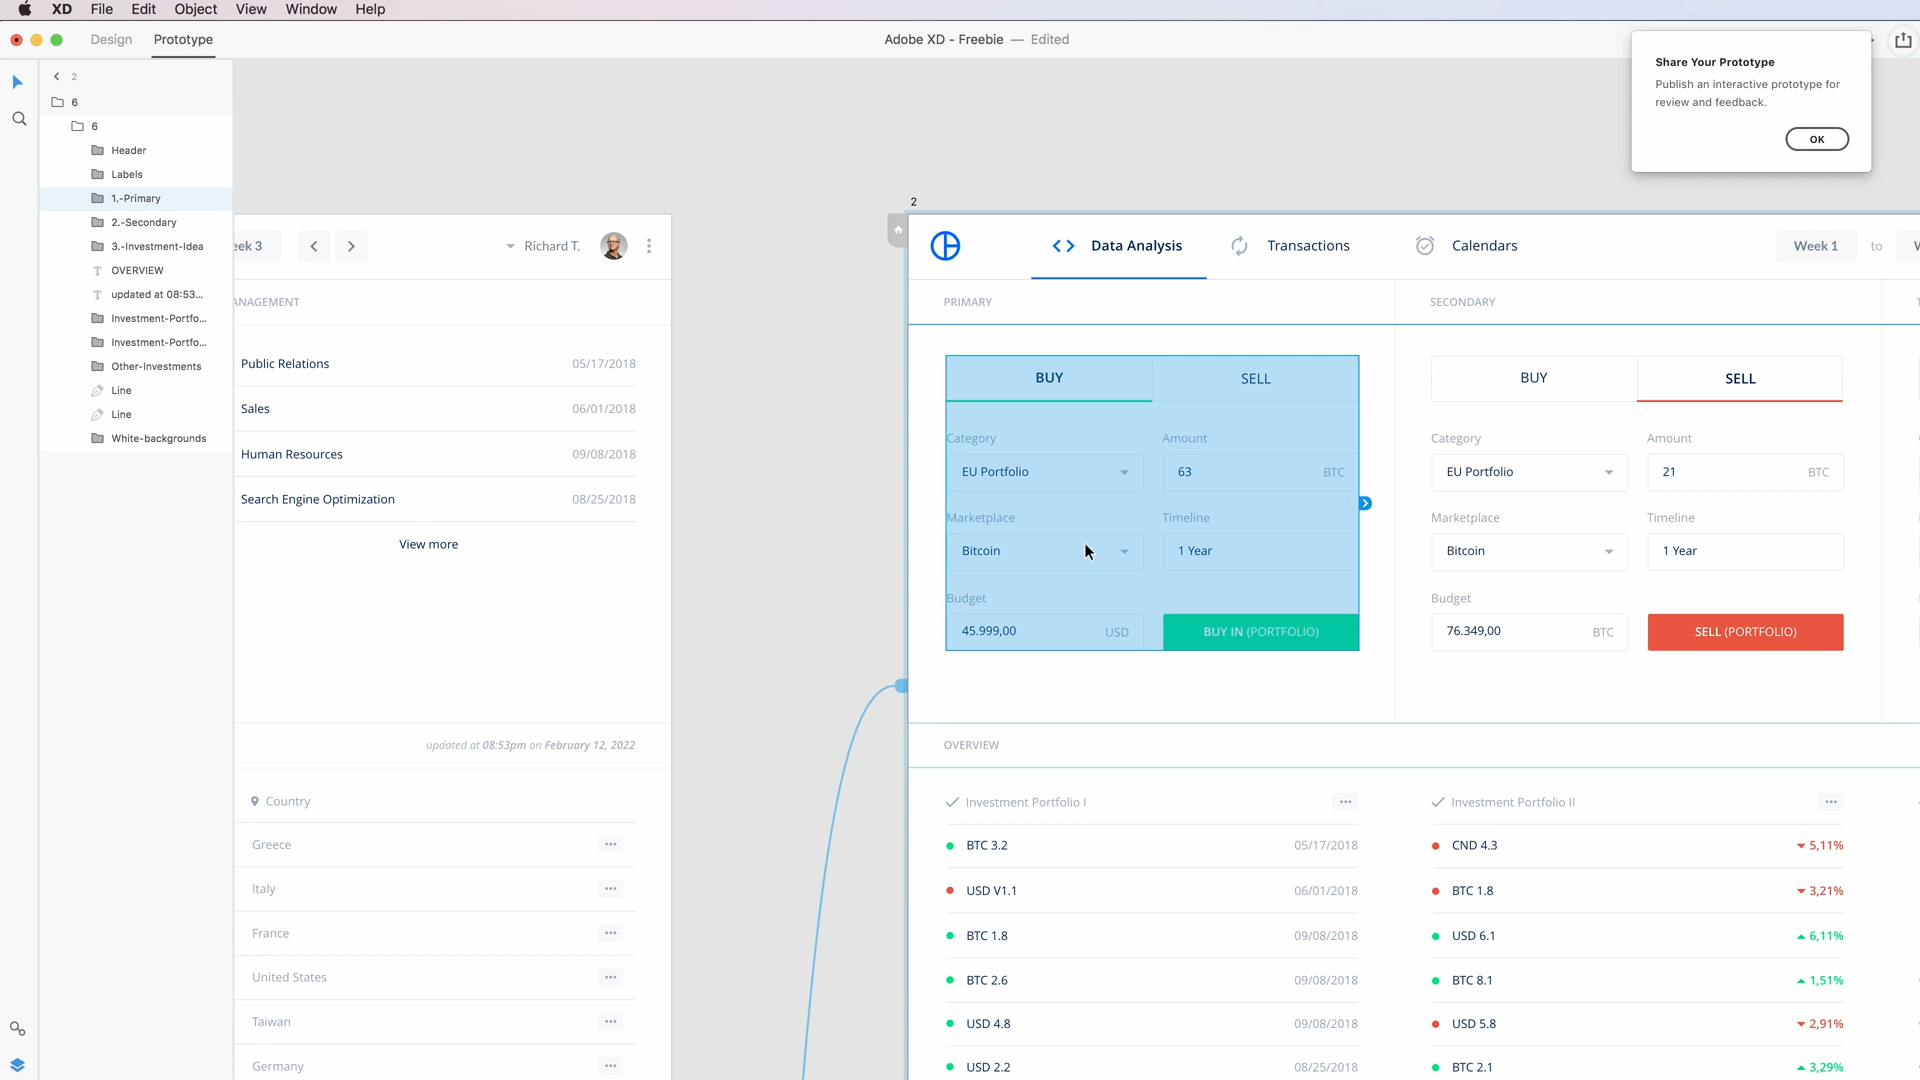 XD File Edit Object View Window Help
Design Prototype
Adobe XD - Freebie — Edited
Share Your Prototype
Publish an interactive prototype for
review and feedback.
OK
2
6
6
Header
Labels
1.-Primary
2.-Secondary
3.-Investment-Idea
OVERVIEW
updated at 08:53...
Investment-Portfo...
Investment-Portfo...
Other-Investments
Line
Line
White-backgrounds
eek 3
Richard T.
ANAGEMENT
Public Relations 05/17/2018
Sales 06/01/2018
Human Resources 09/08/2018
Search Engine Optimization 08/25/2018
View more
updated at 08:53pm on February 12, 2022
Country
Greece
Italy
France
United States
Taiwan
Germany
2
Data Analysis Transactions Calendars Week 1 to
PRIMARY SECONDARY
BUY SELL
Category Amount
EU Portfolio 63 BTC
Marketplace Timeline
Bitcoin 1 Year
Budget
45.999,00 USD BUY IN (PORTFOLIO)
BUY SELL
Category Amount
EU Portfolio 21 BTC
Marketplace Timeline
Bitcoin 1 Year
Budget
76.349,00 BTC SELL (PORTFOLIO)
OVERVIEW
Investment Portfolio I
BTC 3.2 05/17/2018
USD V1.1 06/01/2018
BTC 1.8 09/08/2018
BTC 2.6 09/08/2018
USD 4.8 09/08/2018
USD 2.2 08/25/2018
Investment Portfolio II
CND 4.3 5,11%
BTC 1.8 3,21%
USD 6.1 6,11%
BTC 8.1 1,51%
USD 5.8 2,91%
BTC 2.1 3,29%